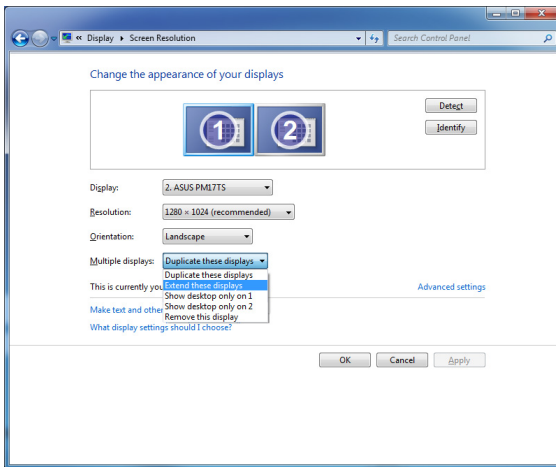 « Display ▸ Screen Resolution
Search Control Panel
Change the appearance of your displays
1 2
Detect
Identify
Display: 2. ASUS PM17TS
Resolution: 1280 × 1024 (recommended)
Orientation: Landscape
Multiple displays: Duplicate these displays
Duplicate these displays
This is currently you
Extend these displays
Advanced settings
Show desktop only on 1
Make text and other
Show desktop only on 2
Remove this display
What display settings should I choose?
OK Cancel Apply